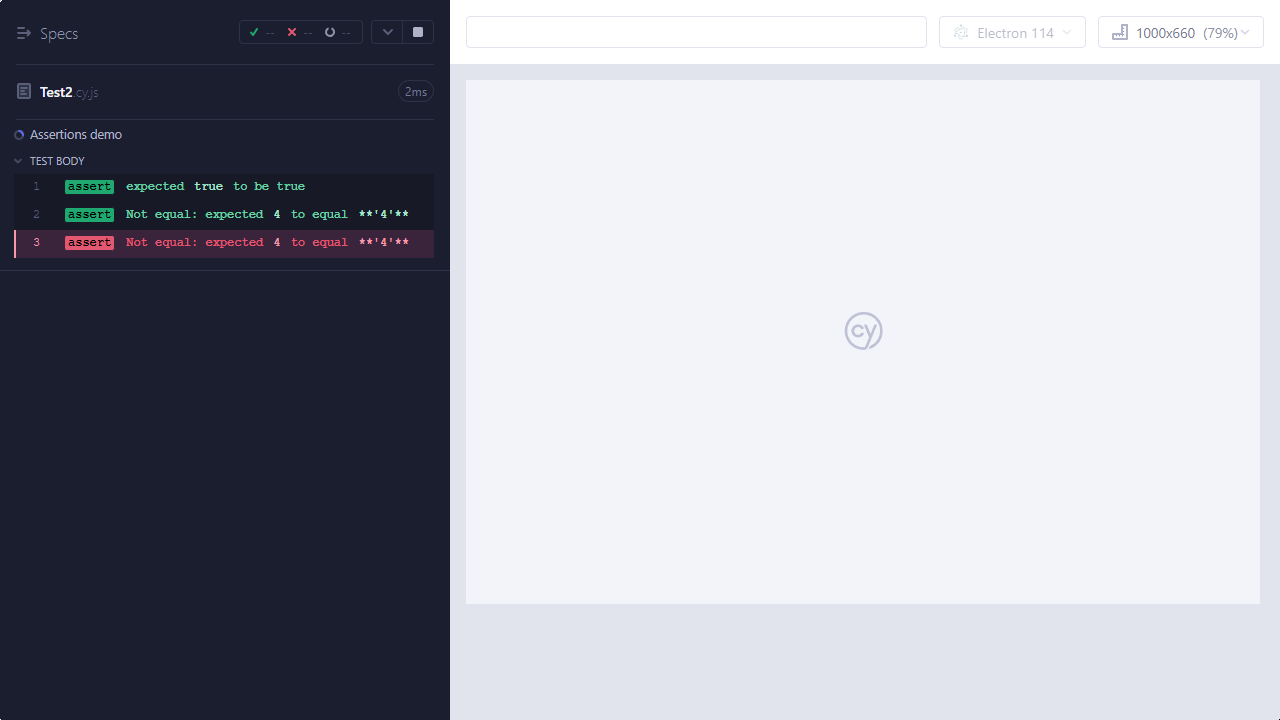 Specs -- -- --
Electron 114
1000x660 (79%)
Test2.cy.js 2ms
Assertions demo
TEST BODY
1 assert expected true to be true
2 assert Not equal: expected 4 to equal **'4'**
3 assert Not equal: expected 4 to equal **'4'**
cy